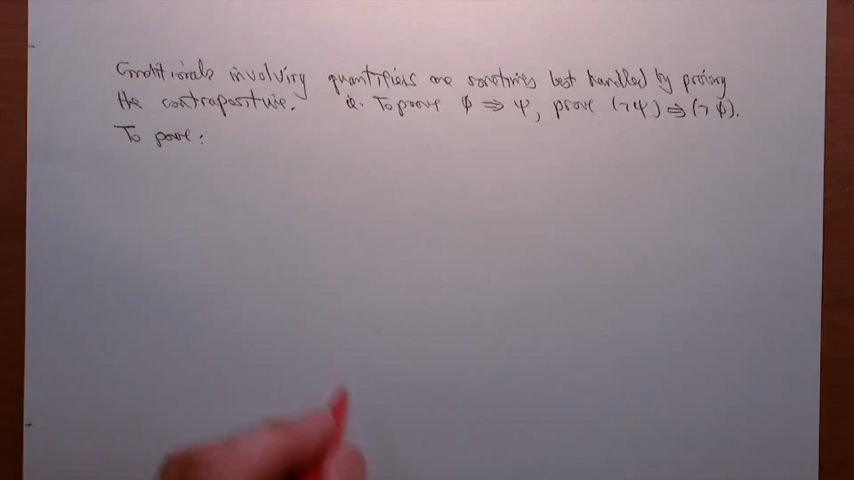 Conditionals involving quantifiers are sometimes best handled by proving
the contrapositive. ie. To prove ϕ ⇒ ψ, prove (¬ψ) ⇒ (¬ϕ).
To prove: